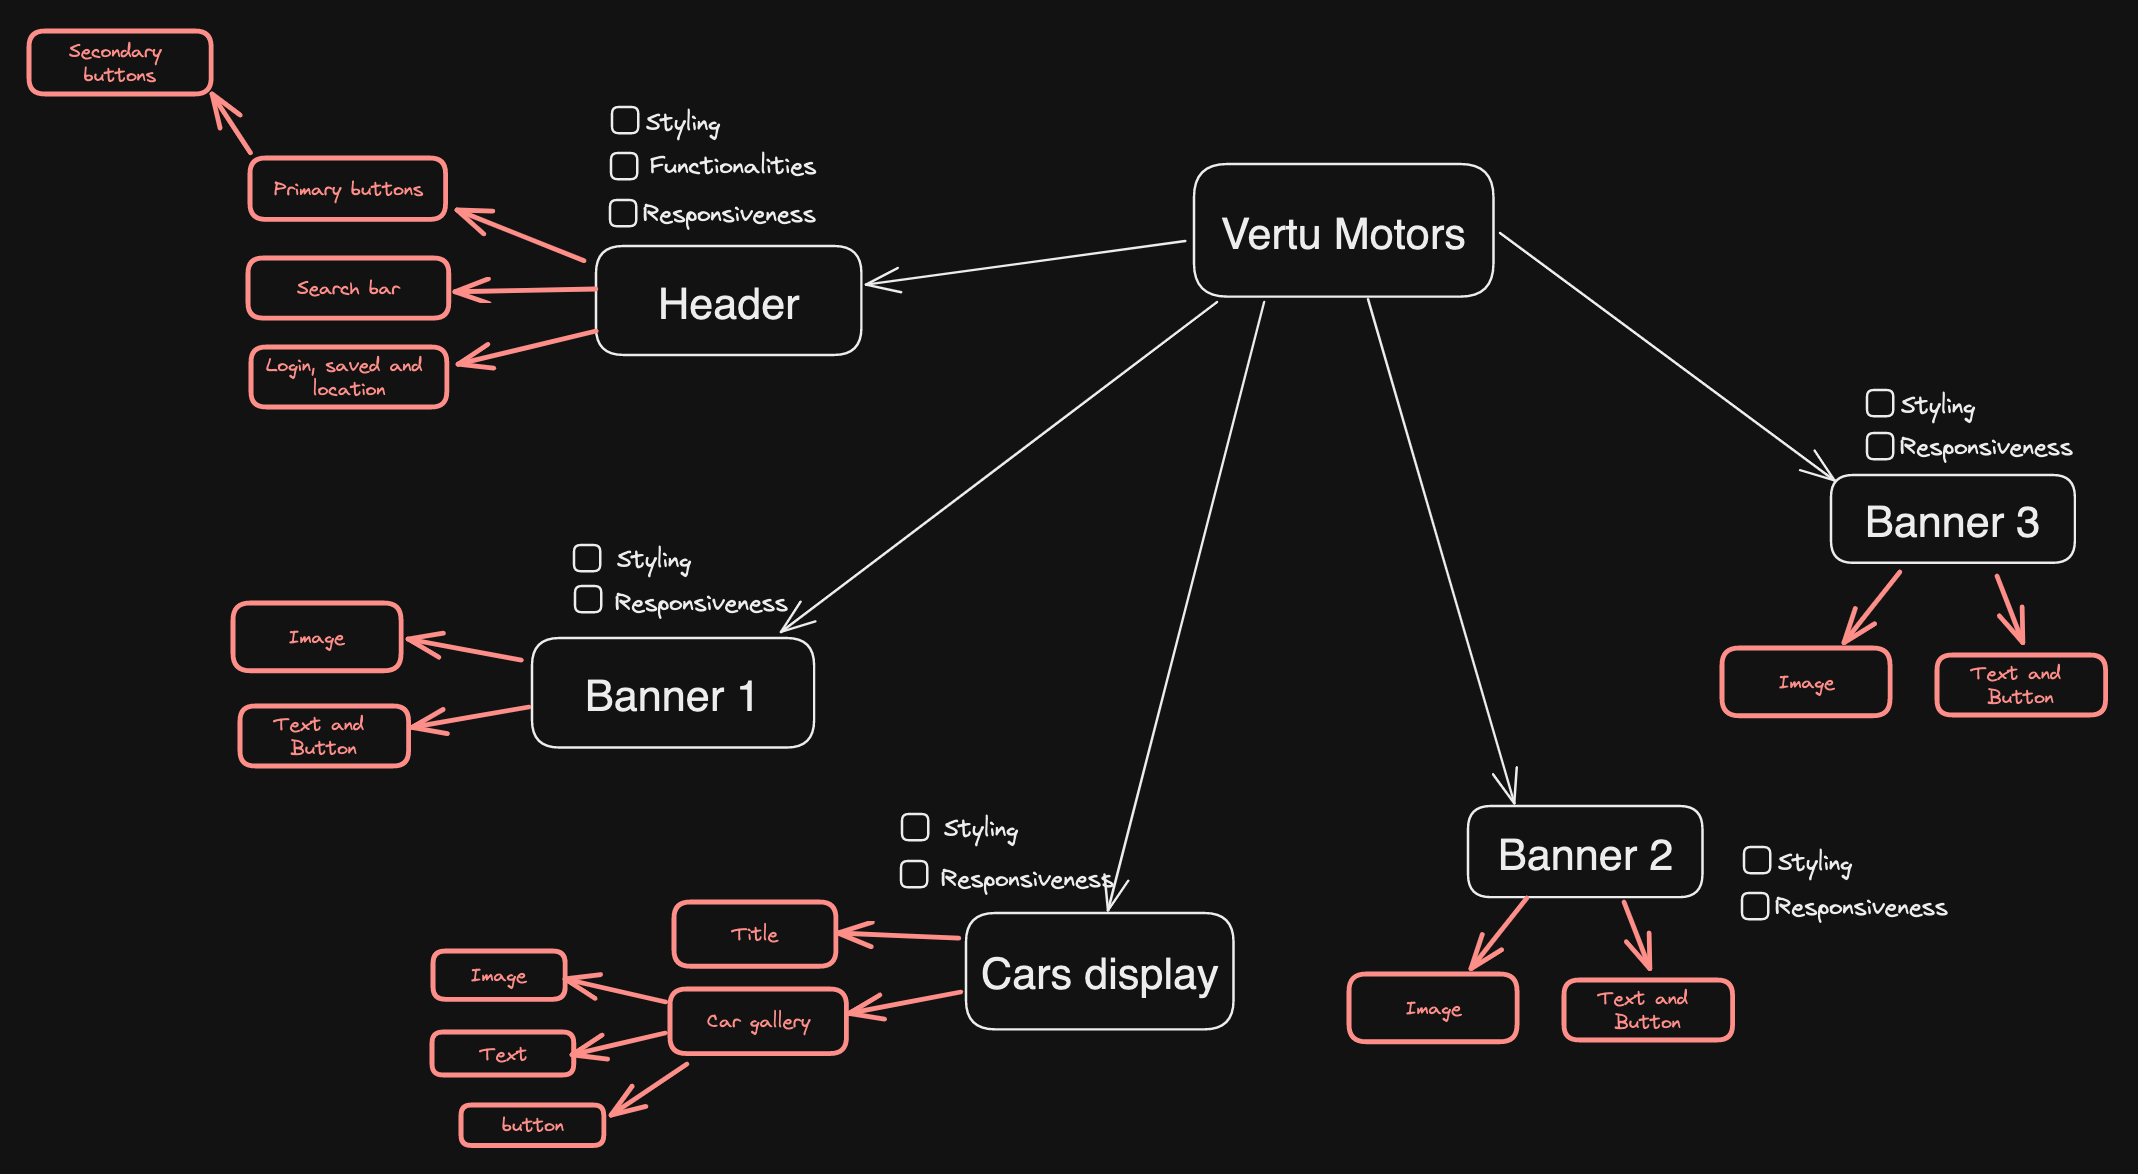 Secondary
buttons
Primary buttons
Search bar
Login, saved and
location
Styling
Functionalities
Responsiveness
Header
Vertu Motors
Styling
Responsiveness
Banner 3
Image
Text and
Button
Styling
Responsiveness
Banner 1
Image
Text and
Button
Styling
Responsiveness
Cars display
Title
Car gallery
Image
Text
button
Banner 2
Styling
Responsiveness
Image
Text and
Button